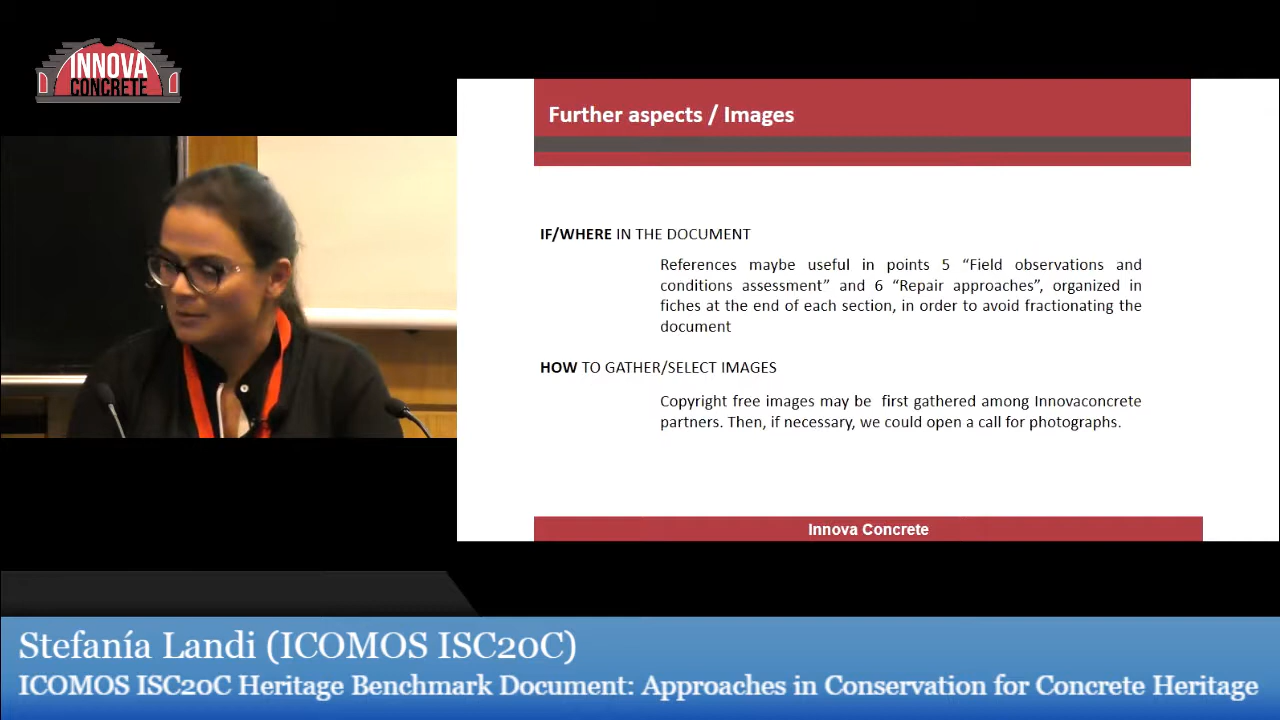 INNOVA
CONCRETE
Further aspects / Images
IF/WHERE IN THE DOCUMENT
References maybe useful in points 5 “Field observations and
conditions assessment” and 6 “Repair approaches”, organized in
fiches at the end of each section, in order to avoid fractionating the
document
HOW TO GATHER/SELECT IMAGES
Copyright free images may be first gathered among Innovaconcrete
partners. Then, if necessary, we could open a call for photographs.
Innova Concrete
Stefanía Landi (ICOMOS ISC20C)
ICOMOS ISC20C Heritage Benchmark Document: Approaches in Conservation for Concrete Heritage